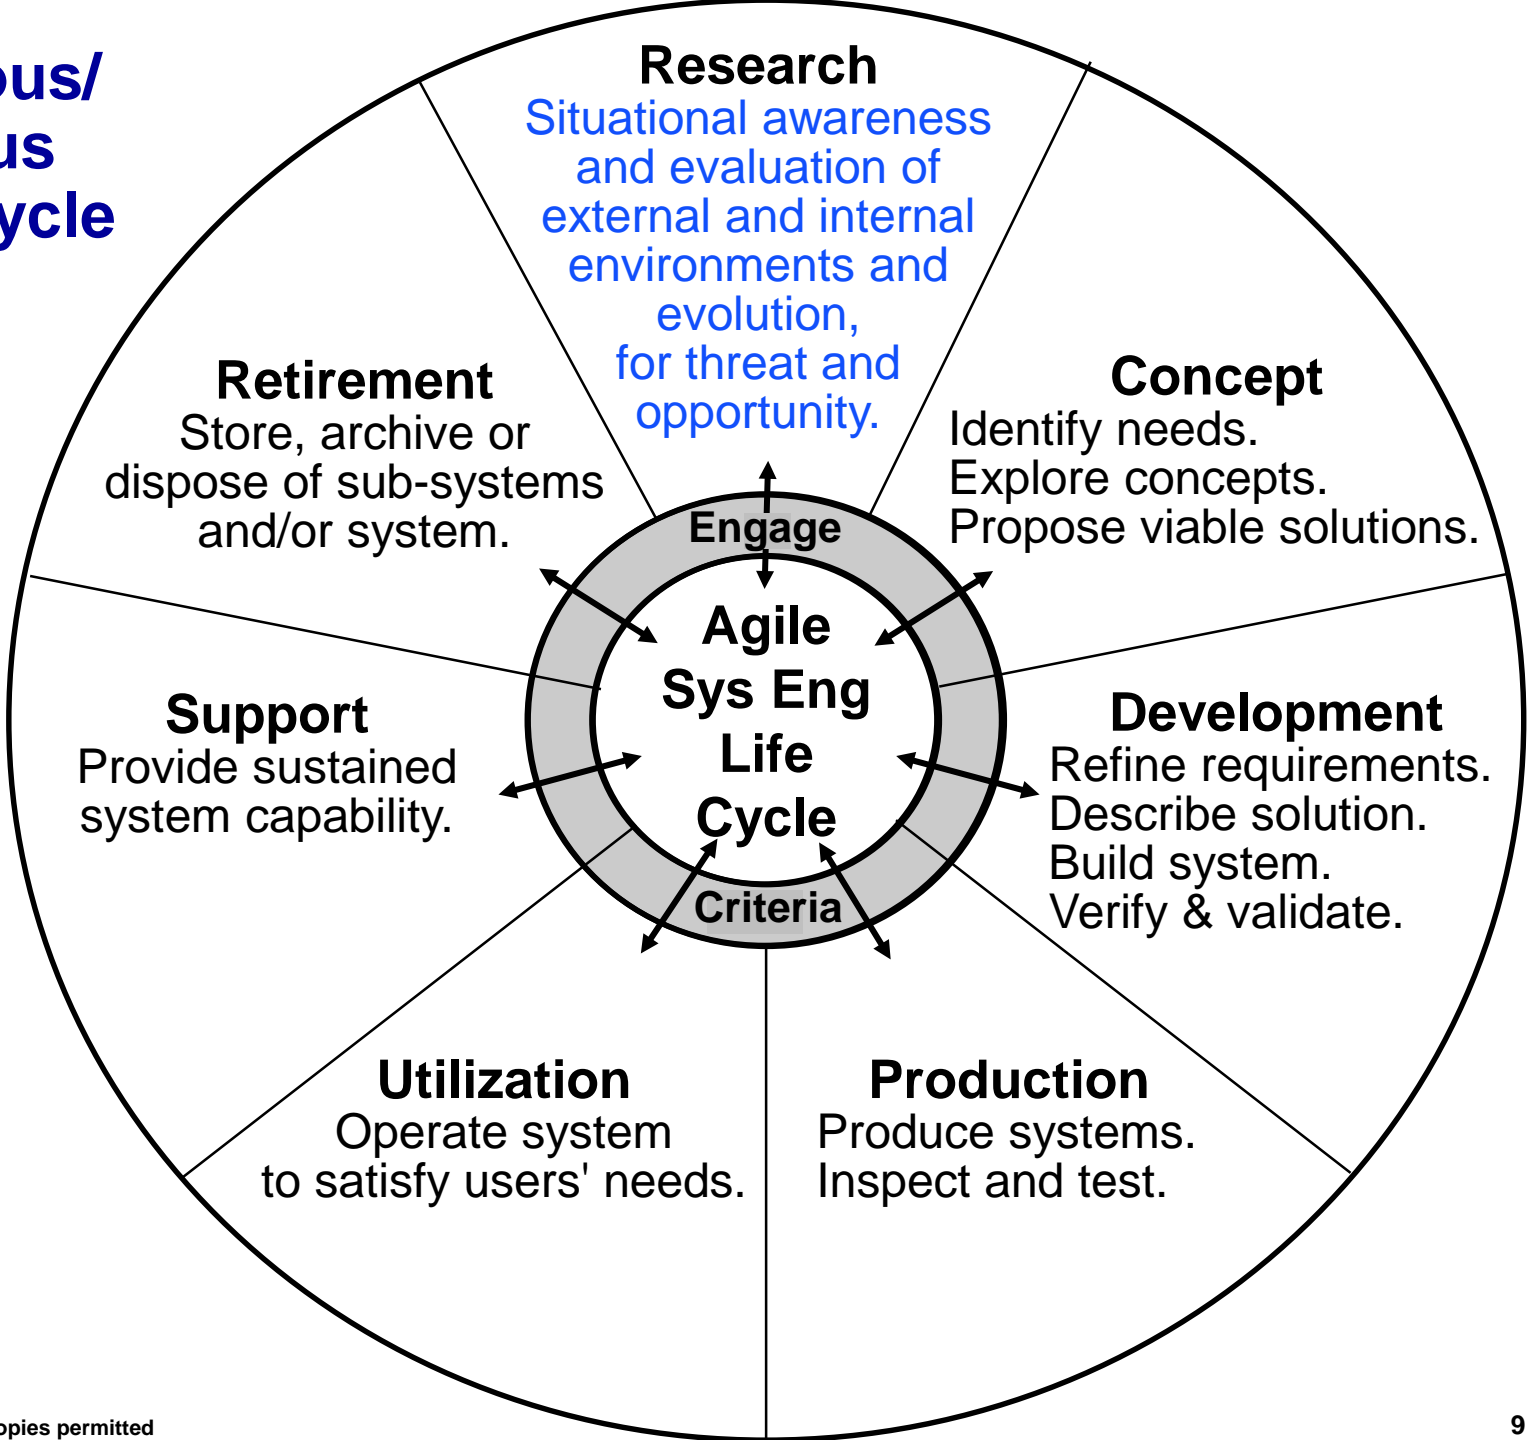 ous/
us
ycle
Research
Situational awareness
and evaluation of
external and internal
environments and
evolution,
for threat and
opportunity.
Concept
Identify needs.
Explore concepts.
Propose viable solutions.
Development
Refine requirements.
Describe solution.
Build system.
Verify & validate.
Production
Produce systems.
Inspect and test.
Utilization
Operate system
to satisfy users' needs.
Support
Provide sustained
system capability.
Retirement
Store, archive or
dispose of sub-systems
and/or system.
Engage
Agile
Sys Eng
Life
Cycle
Criteria
opies permitted
9